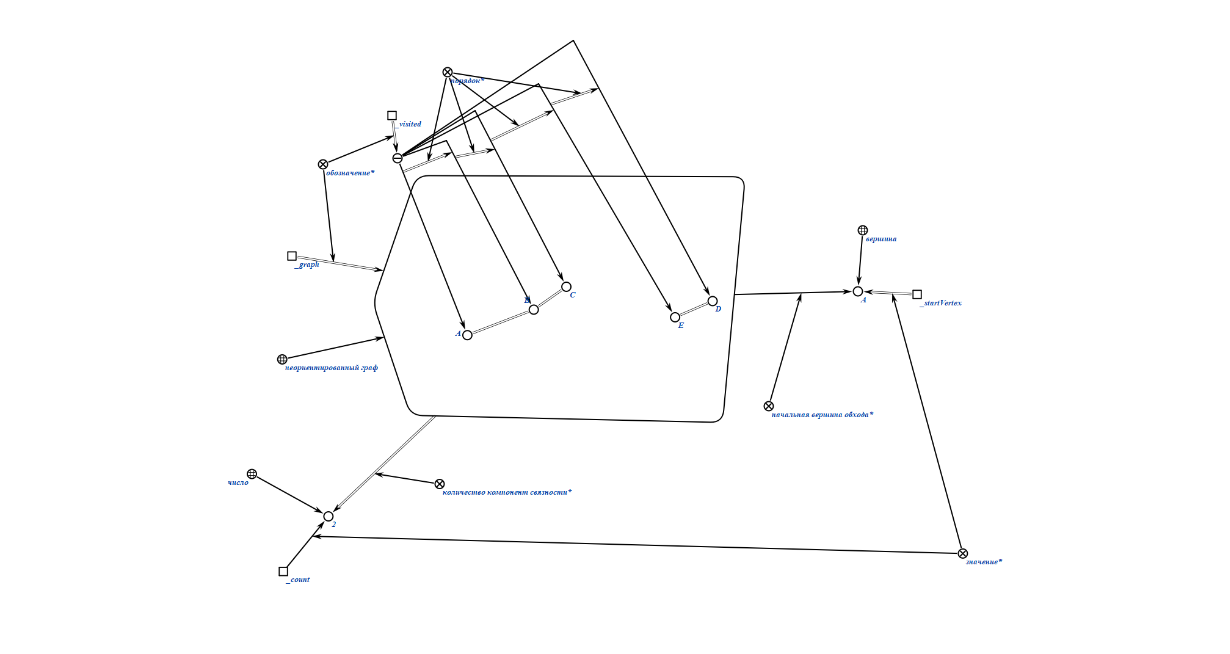 порядок*
_visited
обозначение*
вершина
_graph
C
_startVertex
A
B
D
E
A
неориентированный граф
начальная вершина обхода*
число
количество компонент связности*
2
значение*
_count